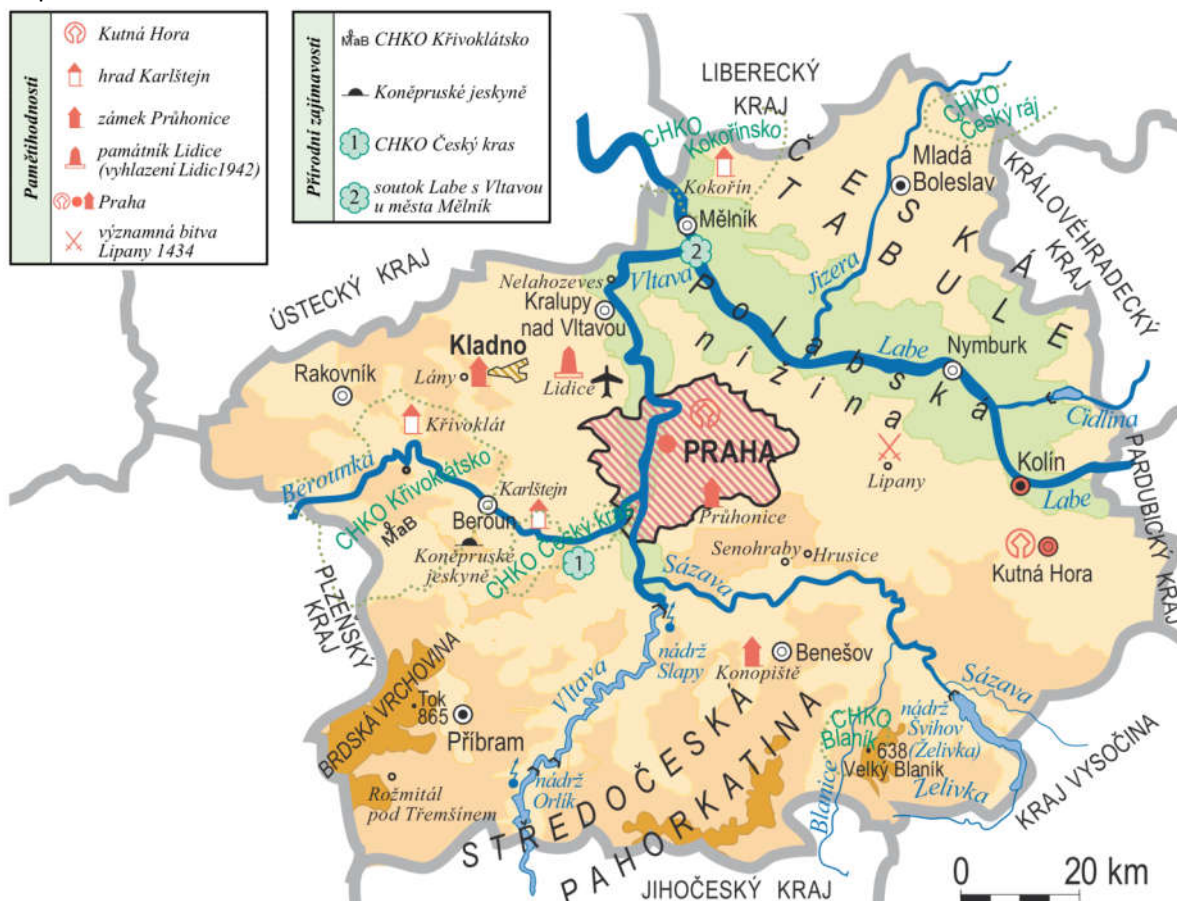 Pamětihodnosti
Kutná Hora
hrad Karlštejn
zámek Průhonice
památník Lidice
(vyhlazení Lidic1942)
Praha
významná bitva
Lipany 1434
Přírodní zajímavosti
MaB CHKO Křivoklátsko
Koněpruské jeskyně
1 CHKO Český kras
2 soutok Labe s Vltavou
u města Mělník
LIBERECKÝ
KRAJ
CHKO
Kokořínsko
Kokořín
CHKO
Český ráj
Mladá
Boleslav
KRÁLOVÉHRADECKÝ
KRAJ
ČESKÁ
TABULE
Mělník
2
Jizera
ÚSTECKÝ KRAJ
Nelahozeves
Vltava
Kralupy
nad Vltavou
Polabská
nížina
Labe
Nymburk
Kladno
Lány
Lidice
Rakovník
Křivoklát
Cidlina
PRAHA
Lipany
Kolín
Labe
PARDUBICKÝ
KRAJ
Berounka
CHKO Křivoklátsko
MaB
Karlštejn
Beroun
CHKO Český kras
1
Koněpruské
jeskyně
Průhonice
Senohraby
Hrusice
Sázava
Kutná Hora
PLZEŇSKÝ
KRAJ
nádrž
Slapy
Konopiště
Benešov
Vltava
BRDSKÁ VRCHOVINA
Tok
865
Příbram
Rožmitál
pod Třemšínem
nádrž
Orlík
STŘEDOČESKÁ
PAHORKATINA
CHKO
Blaník
638
Velký Blaník
Blanice
nádrž
Švihov
(Želivka)
Sázava
Želivka
KRAJ VYSOČINA
JIHOČESKÝ KRAJ
0 20 km